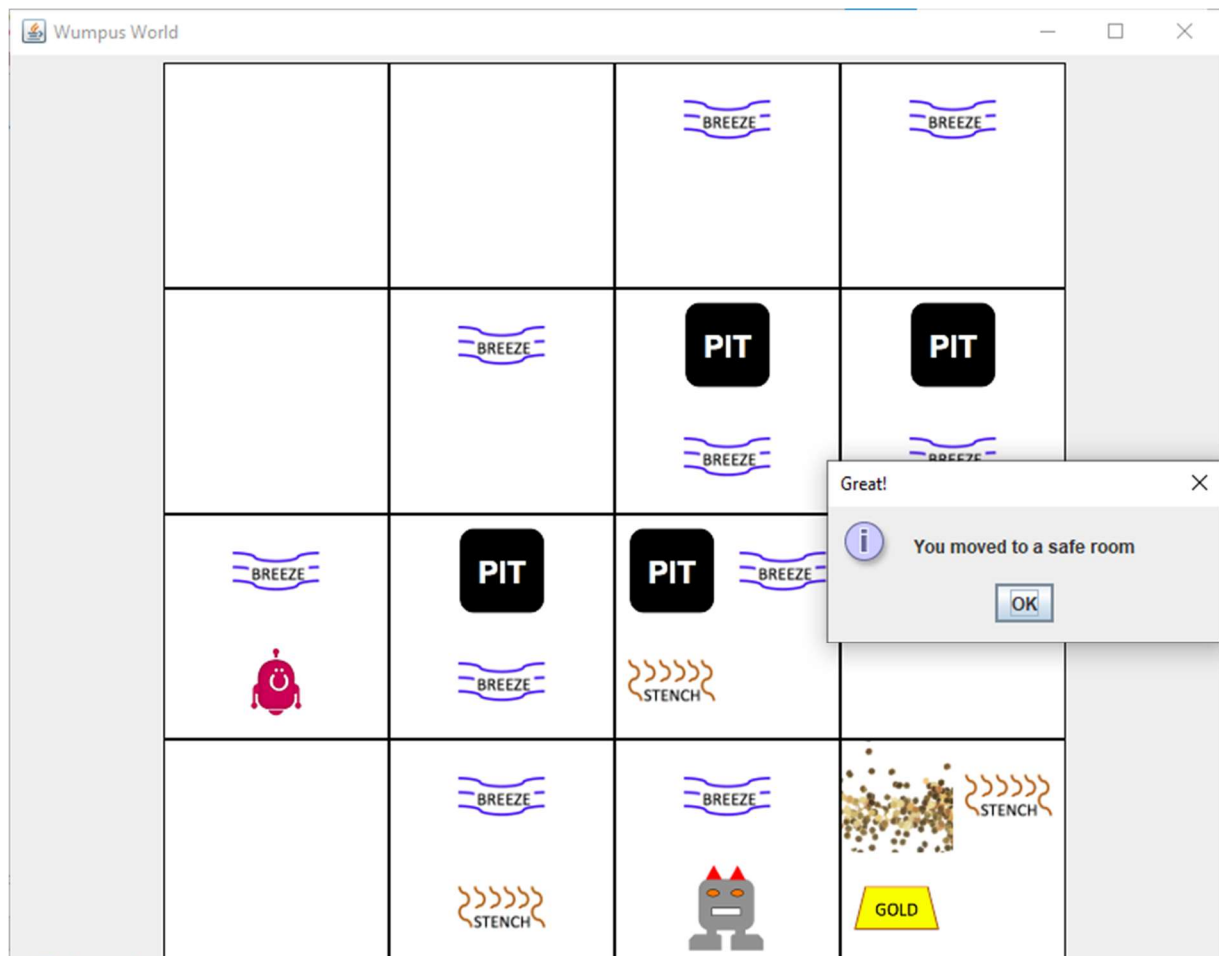 Wumpus World
BREEZE BREEZE
BREEZE PIT PIT
BREEZE BREEZE
Great!
You moved to a safe room
OK
BREEZE PIT PIT BREEZE
BREEZE STENCH
BREEZE BREEZE STENCH
STENCH GOLD